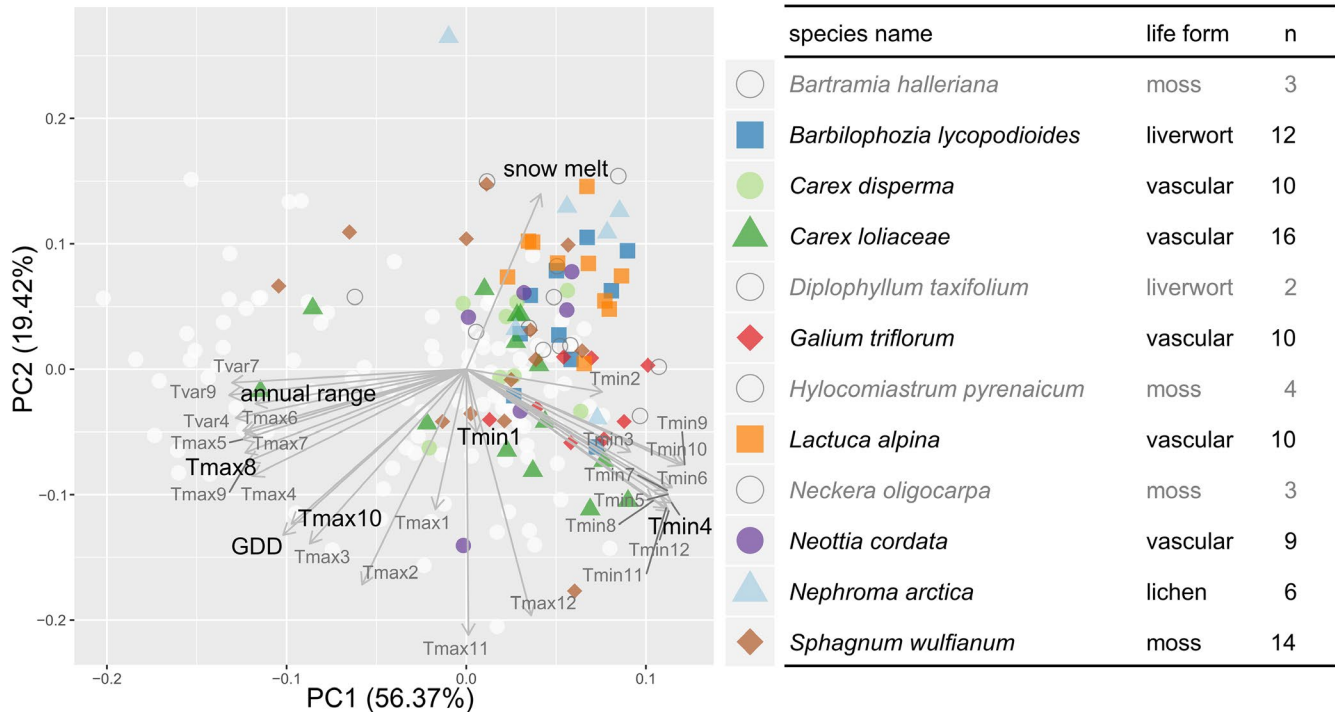 species name life form n
Bartramia halleriana moss 3
0.2
Barbilophozia lycopodioides liverwort 12
snow melt
Carex disperma vascular 10
0.1
Carex loliaceae vascular 16
Diplophyllum taxifolium liverwort 2
Galium triflorum vascular 10
PC2 (19.42%)
0.0
Tvar7
Tmin2
Tvar9 annual range
Hylocomiastrum pyrenaicum moss 4
Tvar4 Tmax6 Tmin9
Tmax5 Tmax7 Tmin1 Tmin3 Tmin10
Lactuca alpina vascular 10
Tmax8 Tmin7 Tmin6
Tmax9 Tmax4 Tmin5
−0.1
Neckera oligocarpa moss 3
Tmax10 Tmax1 Tmin8 Tmin4
GDD Tmax3 Tmin12
Neottia cordata vascular 9
Tmax2 Tmin11
Tmax12
Nephroma arctica lichen 6
−0.2
Tmax11
Sphagnum wulfianum moss 14
−0.2 −0.1 0.0 0.1
PC1 (56.37%)